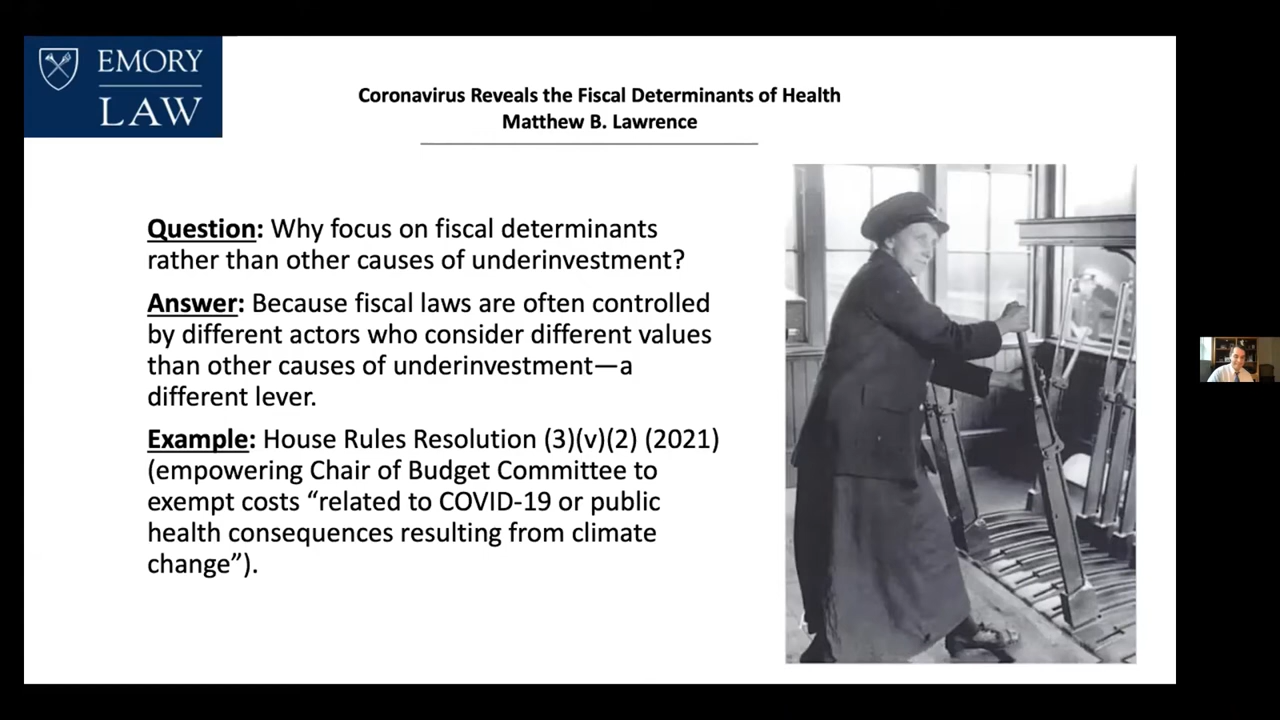 EMORY
LAW
Coronavirus Reveals the Fiscal Determinants of Health
Matthew B. Lawrence
Question: Why focus on fiscal determinants
rather than other causes of underinvestment?
Answer: Because fiscal laws are often controlled
by different actors who consider different values
than other causes of underinvestment—a
different lever.
Example: House Rules Resolution (3)(v)(2) (2021)
(empowering Chair of Budget Committee to
exempt costs “related to COVID-19 or public
health consequences resulting from climate
change”).